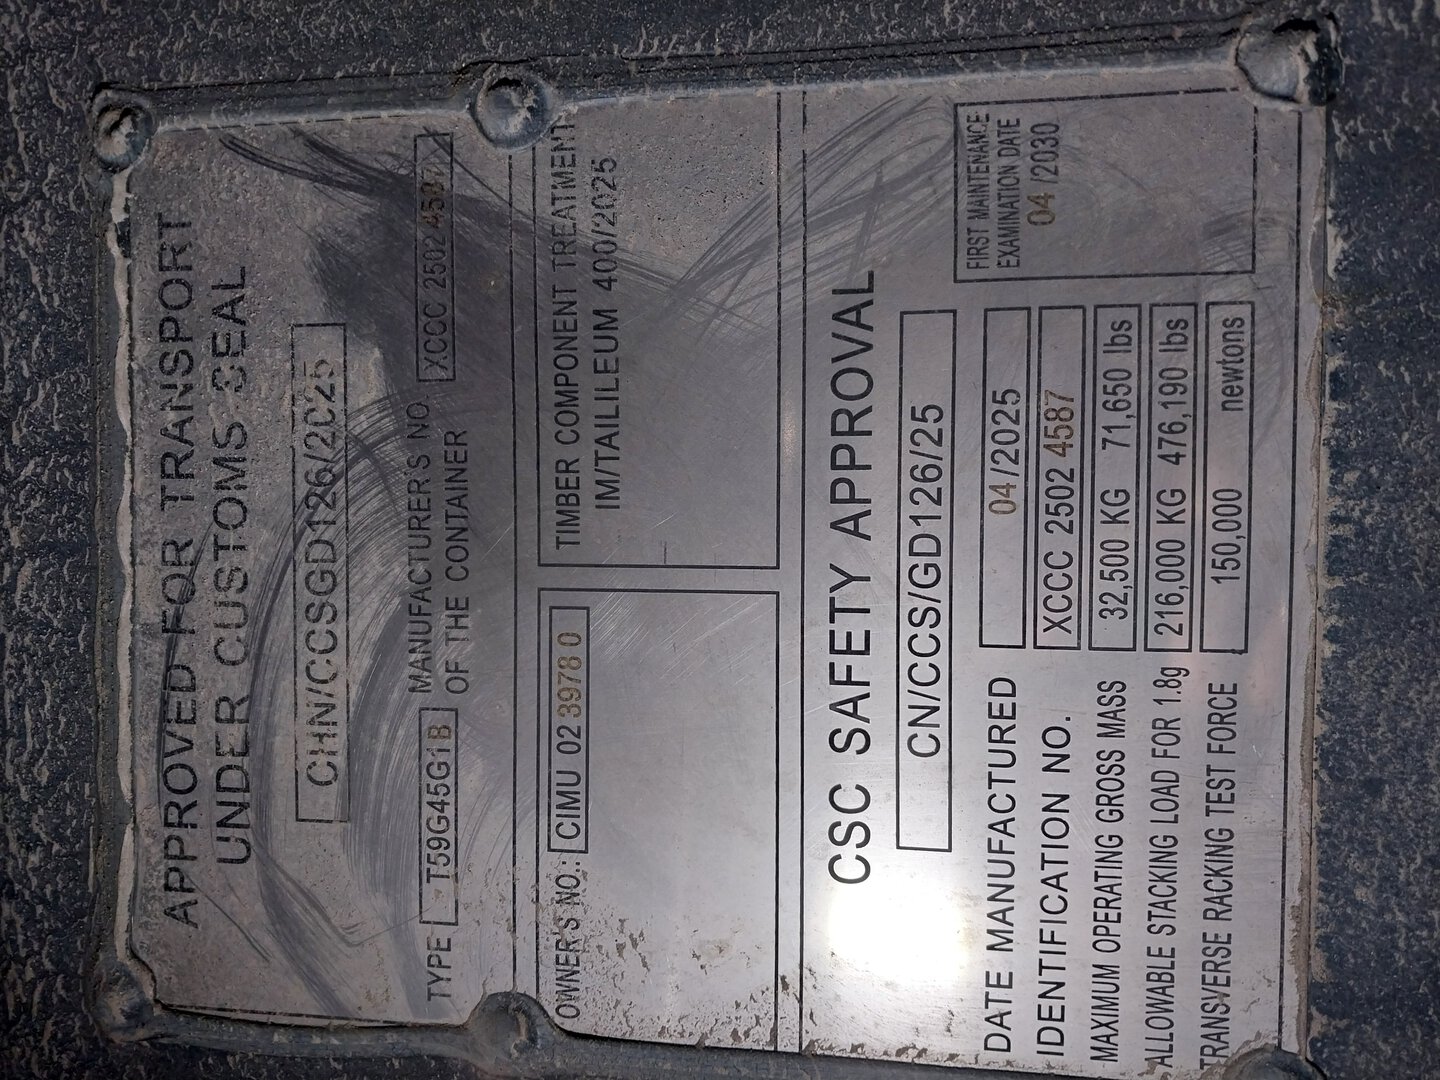 APPROVED FOR TRANSPORT
UNDER CUSTOMS SEAL
CHN/CCSGD126/2025
TYPE T59G45G1B MANUFACTURER'S NO. OF THE CONTAINER XCCC 2502 4587
OWNER'S NO.: CIMU 02 3978 0
TIMBER COMPONENT TREATMENT
IM/TAILILEUM 400/2025
CSC SAFETY APPROVAL
CN/CCS/GD126/25
DATE MANUFACTURED 04 /2025
IDENTIFICATION NO. XCCC 2502 4587
MAXIMUM OPERATING GROSS MASS 32,500 KG 71,650 lbs
ALLOWABLE STACKING LOAD FOR 1.8g 216,000 KG 476,190 lbs
TRANSVERSE RACKING TEST FORCE 150,000 newtons
FIRST MAINTENANCE
EXAMINATION DATE
04 /2030